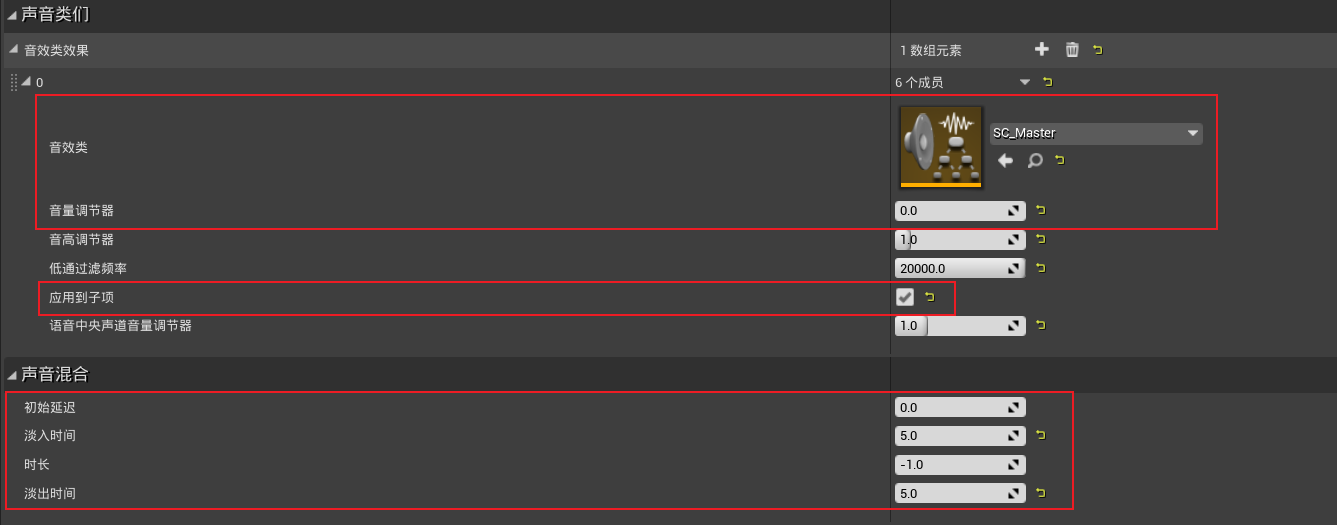 声音类们
音效类效果 1 数组元素
0 6 个成员
音效类 SC_Master
音量调节器 0.0
音高调节器 1.0
低通过滤频率 20000.0
应用到子项
语音中央声道音量调节器 1.0
声音混合
初始延迟 0.0
淡入时间 5.0
时长 -1.0
淡出时间 5.0